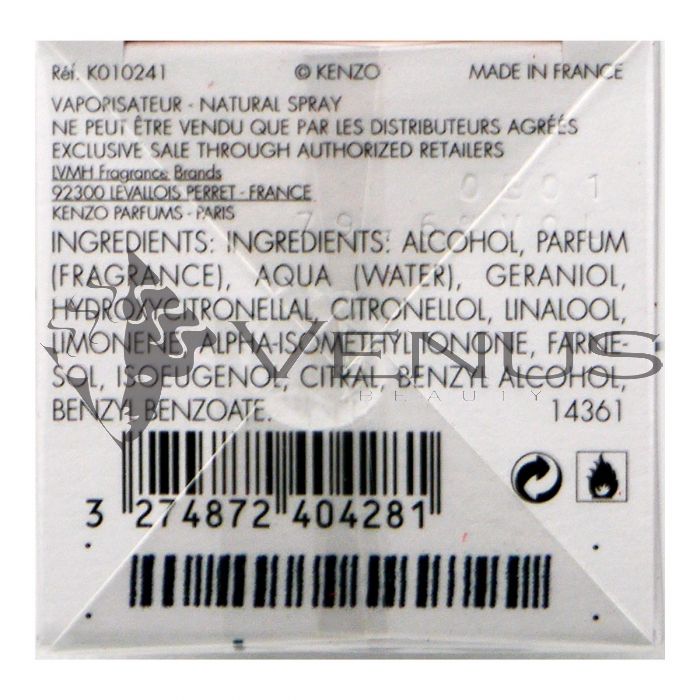 Réf. K010241 © KENZO MADE IN FRANCE
VAPORISATEUR - NATURAL SPRAY
NE PEUT ÊTRE VENDU QUE PAR LES DISTRIBUTEURS AGRÉÉS
EXCLUSIVE SALE THROUGH AUTHORIZED RETAILERS
LVMH Fragrance Brands
92300 LEVALLOIS PERRET - FRANCE
KENZO PARFUMS - PARIS
INGREDIENTS: INGREDIENTS: ALCOHOL, PARFUM
(FRAGRANCE), AQUA (WATER), GERANIOL,
HYDROXYCITRONELLAL, CITRONELLOL, LINALOOL,
LIMONENE, ALPHA-ISOMETHYL IONONE, FARNE-
SOL, ISOEUGENOL, CITRAL, BENZYL ALCOHOL,
BENZYL BENZOATE. 14361
VENUS
BEAUTY
3 274872 404281